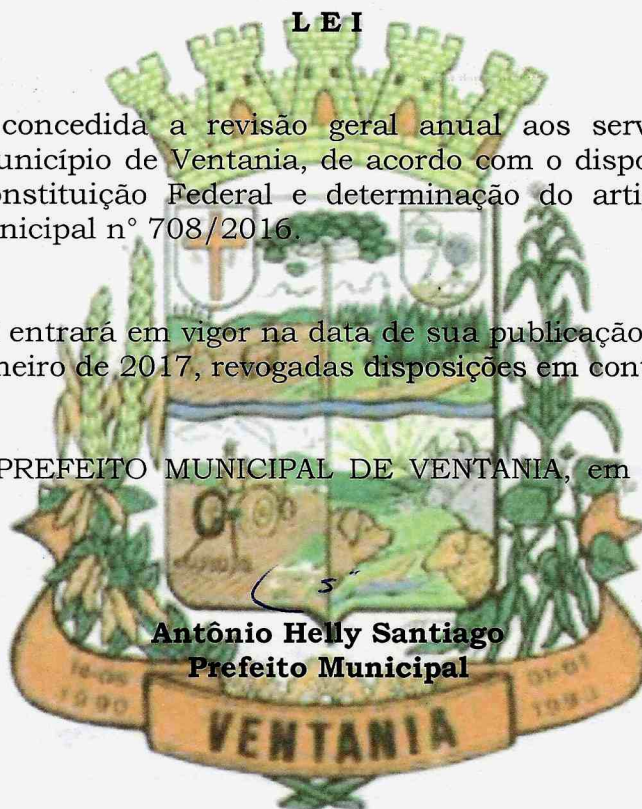 L E I
concedida a revisão geral anual aos serv
unicípio de Ventania, de acordo com o dispo
onstituição Federal e determinação do arti
nicipal n° 708/2016.
entrará em vigor na data de sua publicação
neiro de 2017, revogadas disposições em cont
PREFEITO MUNICIPAL DE VENTANIA, em
Antônio Helly Santiago
Prefeito Municipal
1990
VENTANIA